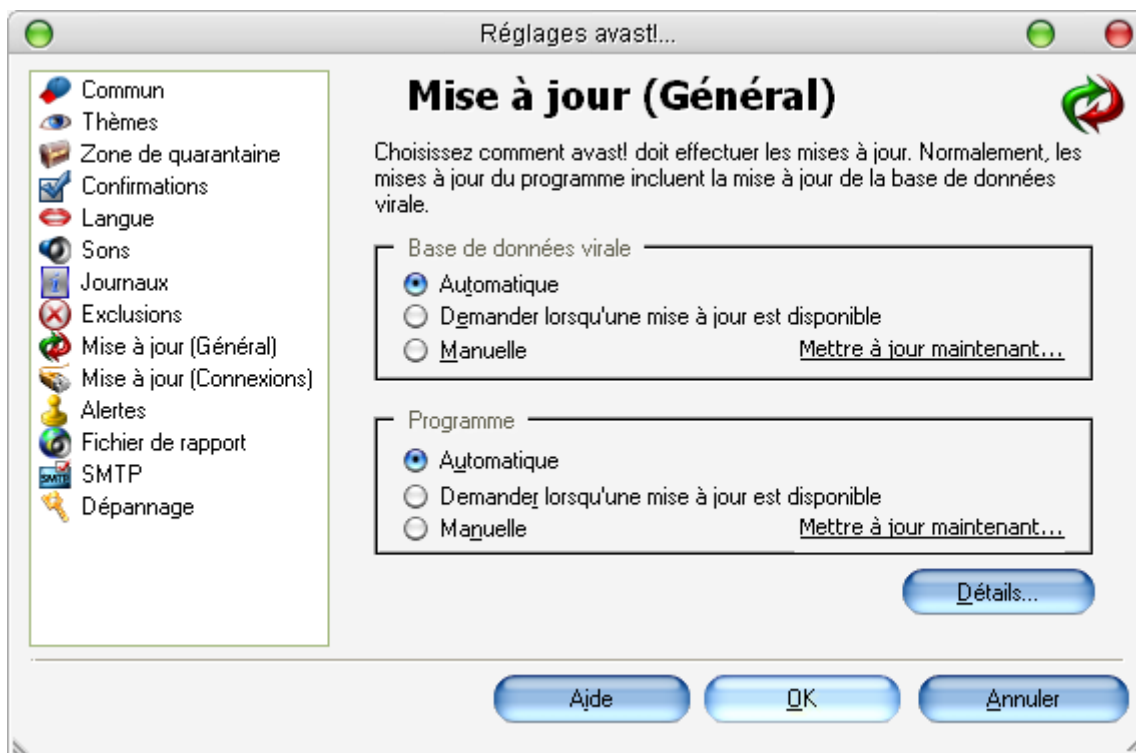 Réglages avast!...
Commun
Thèmes
Zone de quarantaine
Confirmations
Langue
Sons
Journaux
Exclusions
Mise à jour (Général)
Mise à jour (Connexions)
Alertes
Fichier de rapport
SMTP
SMTP
Dépannage
Mise à jour (Général)
Choisissez comment avast! doit effectuer les mises à jour. Normalement, les
mises à jour du programme incluent la mise à jour de la base de données
virale.
Base de données virale
Automatique
Demander lorsqu'une mise à jour est disponible
Manuelle Mettre à jour maintenant...
Programme
Automatique
Demander lorsqu'une mise à jour est disponible
Manuelle Mettre à jour maintenant...
Détails...
Aide OK Annuler